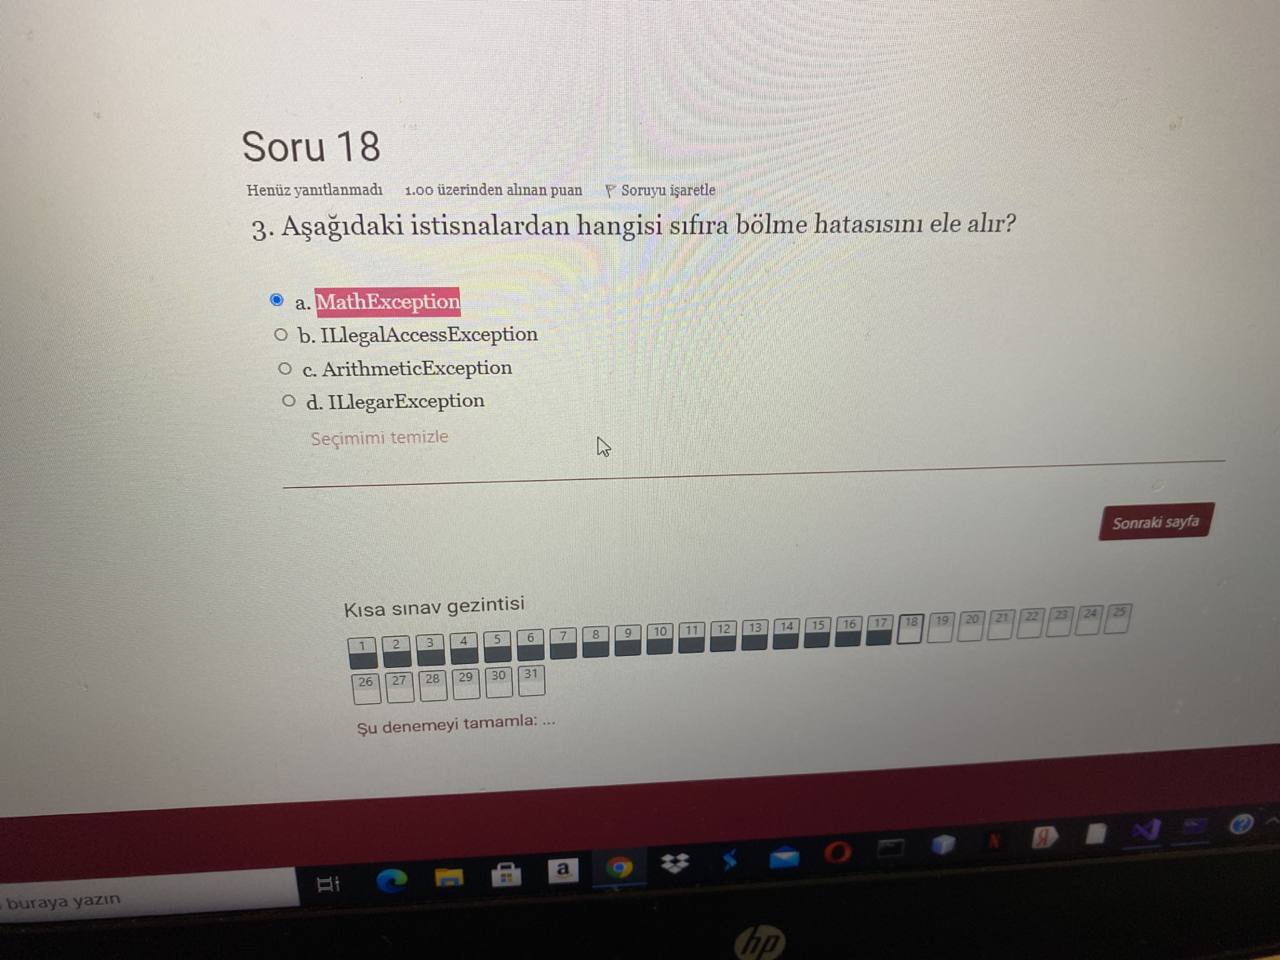 Soru 18
Henüz yanıtlanmadı 1.00 üzerinden alınan puan Soruyu işaretle
3. Aşağıdaki istisnalardan hangisi sıfıra bölme hatasısını ele alır?
a. MathException
b. ILlegalAccessException
c. ArithmeticException
d. ILlegarException
Seçimimi temizle
Sonraki sayfa
Kısa sınav gezintisi
1 2 3 4 5 6 7 8 9 10 11 12 13 14 15 16 17 18 19 20 21 22 23 24 25
26 27 28 29 30 31
Şu denemeyi tamamla: ...
buraya yazın
a
N
Я
?
hp